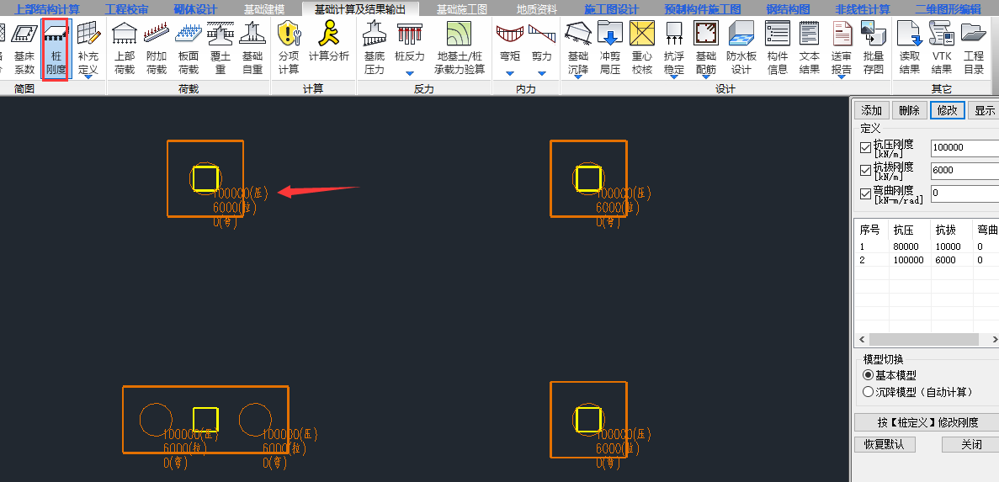 上部结构计算 工程校审 砌体设计 基础建模 基础计算及结果输出 基础施工图 地质资料 施工图设计 预制构件施工图 钢结构图 非线性计算 二维图形编辑
基床 桩 补充 上部 附加 板面 覆土 基础 分项 计算分析 基底 桩反力 地基土/桩 弯矩 剪力 基础 冲剪 重心 抗浮 基础 防水板 构件 文本 送审 批量 读取 VTK 工程
系数 刚度 定义 荷载 荷载 荷载 重 自重 计算 压力 承载力验算 沉降 局压 校核 稳定 配筋 设计 信息 结果 报告 存图 结果 结果 目录
简图 荷载 计算 反力 内力 设计 其它
添加 删除 修改 显示
定义
抗压刚度
[kN/m] 100000
抗拔刚度
[kN/m] 6000
弯曲刚度
[kN-m/rad] 0
序号 抗压 抗拔 弯曲
1 80000 10000 0
2 100000 6000 0
模型切换
基本模型
沉降模型（自动计算）
按【桩定义】修改刚度
恢复默认 关闭
100000(压)
6000(拉)
0(弯)
100000(压)
6000(拉)
0(弯)
100000(压)
6000(拉)
0(弯)
100000(压)
6000(拉)
0(弯)
100000(压)
6000(拉)
0(弯)